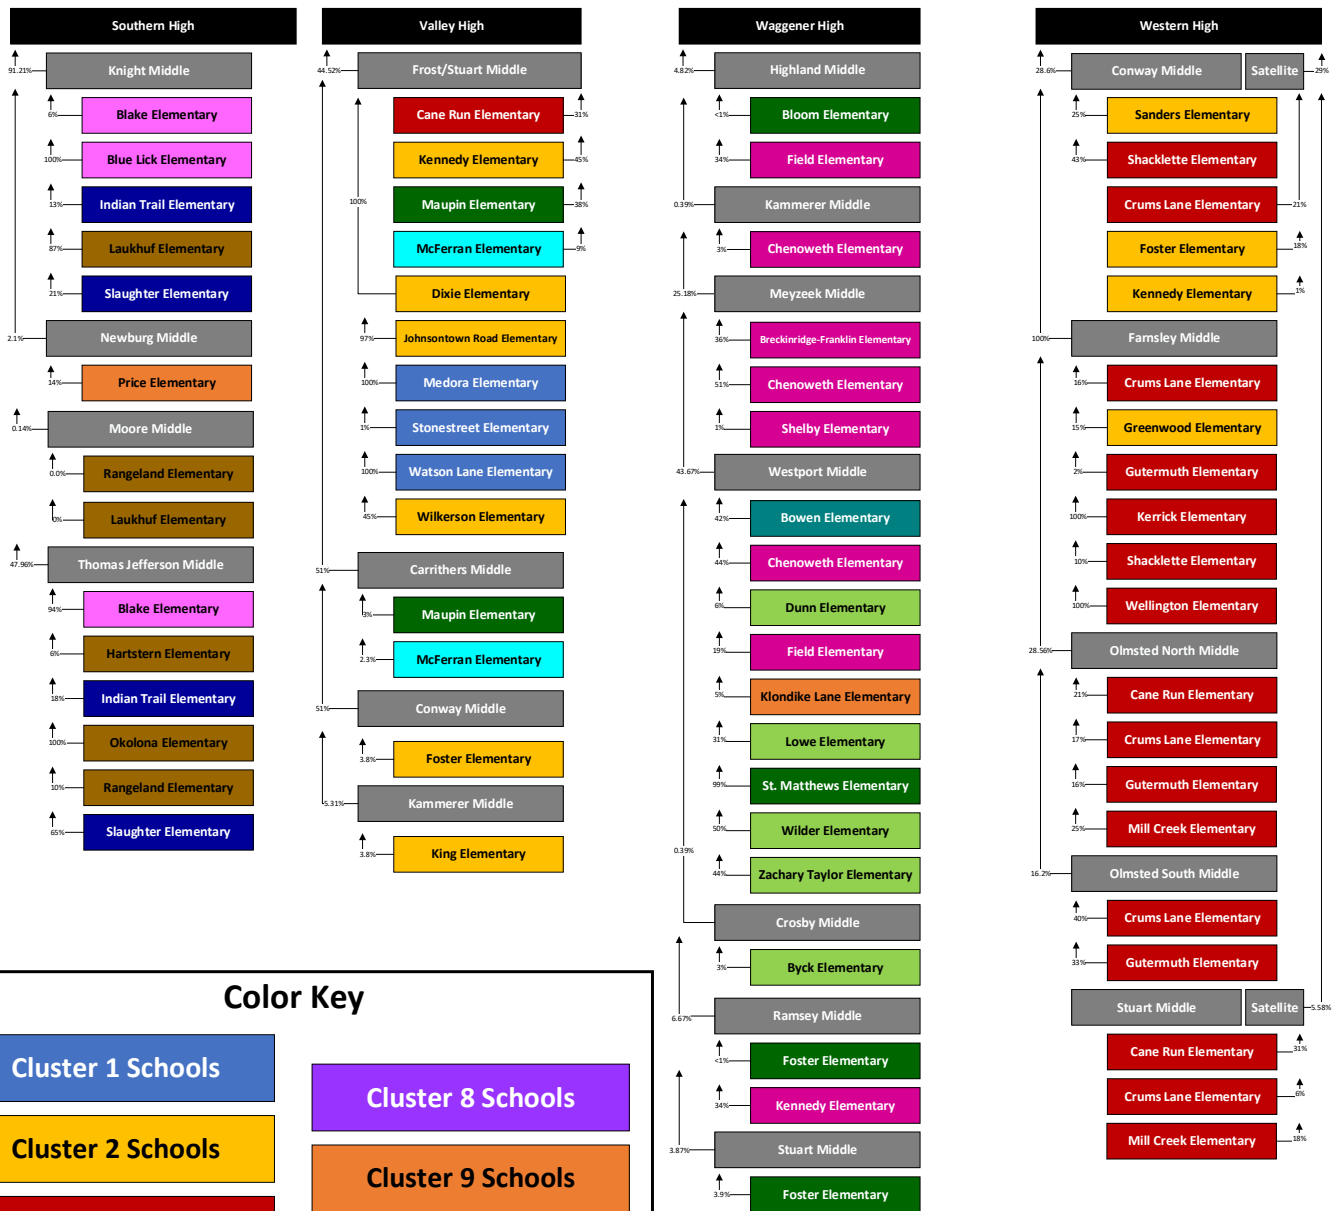 Southern High
91.21%
Knight Middle
6%
Blake Elementary
100%
Blue Lick Elementary
13%
Indian Trail Elementary
87%
Laukhuf Elementary
21%
Slaughter Elementary
2.1%
Newburg Middle
14%
Price Elementary
0.14%
Moore Middle
0.0%
Rangeland Elementary
0%
Laukhuf Elementary
47.96%
Thomas Jefferson Middle
94%
Blake Elementary
6%
Hartstern Elementary
18%
Indian Trail Elementary
100%
Okolona Elementary
10%
Rangeland Elementary
65%
Slaughter Elementary
Valley High
44.52%
Frost/Stuart Middle
Cane Run Elementary
31%
Kennedy Elementary
45%
100%
Maupin Elementary
38%
McFerran Elementary
9%
Dixie Elementary
97%
Johnsontown Road Elementary
100%
Medora Elementary
1%
Stonestreet Elementary
100%
Watson Lane Elementary
45%
Wilkerson Elementary
51%
Carrithers Middle
3%
Maupin Elementary
2.3%
McFerran Elementary
51%
Conway Middle
3.8%
Foster Elementary
5.31%
Kammerer Middle
3.8%
King Elementary
Waggener High
4.82%
Highland Middle
<1%
Bloom Elementary
34%
Field Elementary
0.39%
Kammerer Middle
3%
Chenoweth Elementary
25.18%
Meyzeek Middle
36%
Breckinridge-Franklin Elementary
51%
Chenoweth Elementary
1%
Shelby Elementary
43.67%
Westport Middle
42%
Bowen Elementary
44%
Chenoweth Elementary
6%
Dunn Elementary
19%
Field Elementary
5%
Klondike Lane Elementary
31%
Lowe Elementary
99%
St. Matthews Elementary
50%
Wilder Elementary
0.39%
44%
Zachary Taylor Elementary
Crosby Middle
3%
Byck Elementary
6.67%
Ramsey Middle
<1%
Foster Elementary
34%
Kennedy Elementary
3.87%
Stuart Middle
3.9%
Foster Elementary
Western High
28.6%
Conway Middle
Satellite
29%
25%
Sanders Elementary
43%
Shacklette Elementary
Crums Lane Elementary
21%
Foster Elementary
18%
Kennedy Elementary
1%
100%
Farnsley Middle
16%
Crums Lane Elementary
15%
Greenwood Elementary
2%
Gutermuth Elementary
100%
Kerrick Elementary
10%
Shacklette Elementary
100%
Wellington Elementary
28.56%
Olmsted North Middle
21%
Cane Run Elementary
17%
Crums Lane Elementary
16%
Gutermuth Elementary
25%
Mill Creek Elementary
16.2%
Olmsted South Middle
40%
Crums Lane Elementary
33%
Gutermuth Elementary
Stuart Middle
Satellite
5.58%
Cane Run Elementary
31%
Crums Lane Elementary
6%
Mill Creek Elementary
18%
Color Key
Cluster 1 Schools
Cluster 2 Schools
Cluster 8 Schools
Cluster 9 Schools